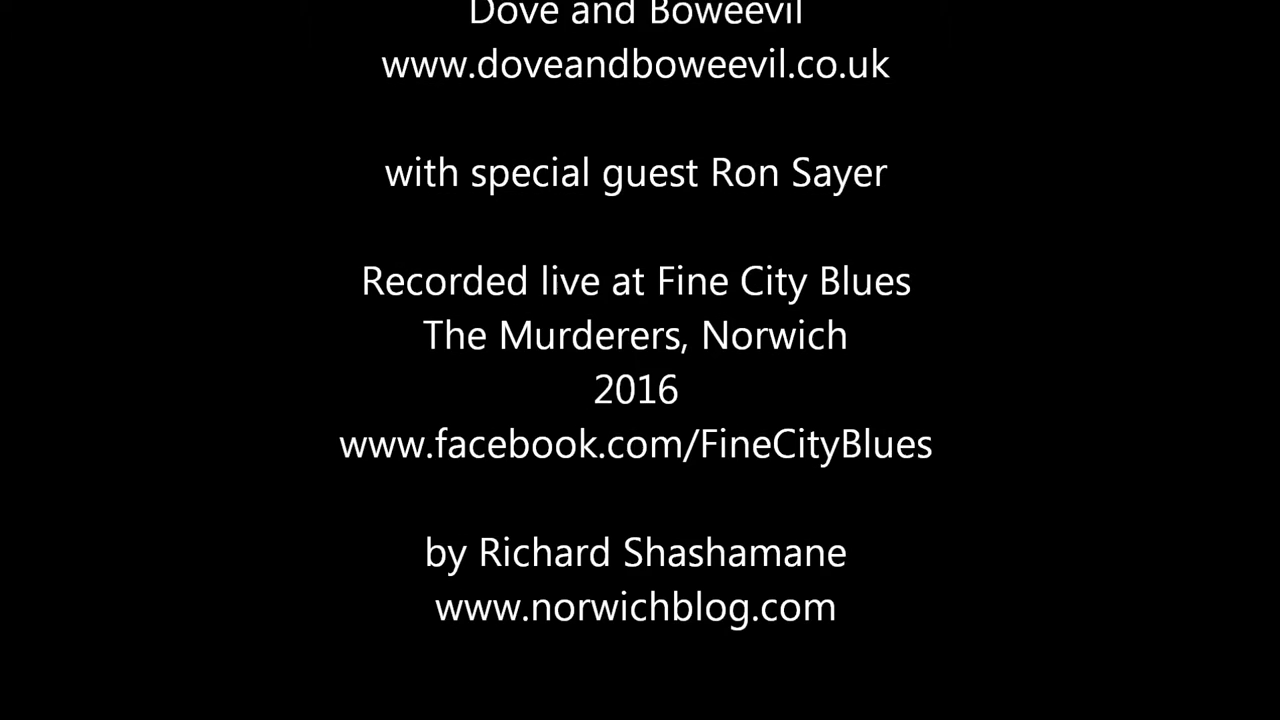 Dove and Boweevil
www.doveandboweevil.co.uk
with special guest Ron Sayer
Recorded live at Fine City Blues
The Murderers, Norwich
2016
www.facebook.com/FineCityBlues
by Richard Shashamane
www.norwichblog.com